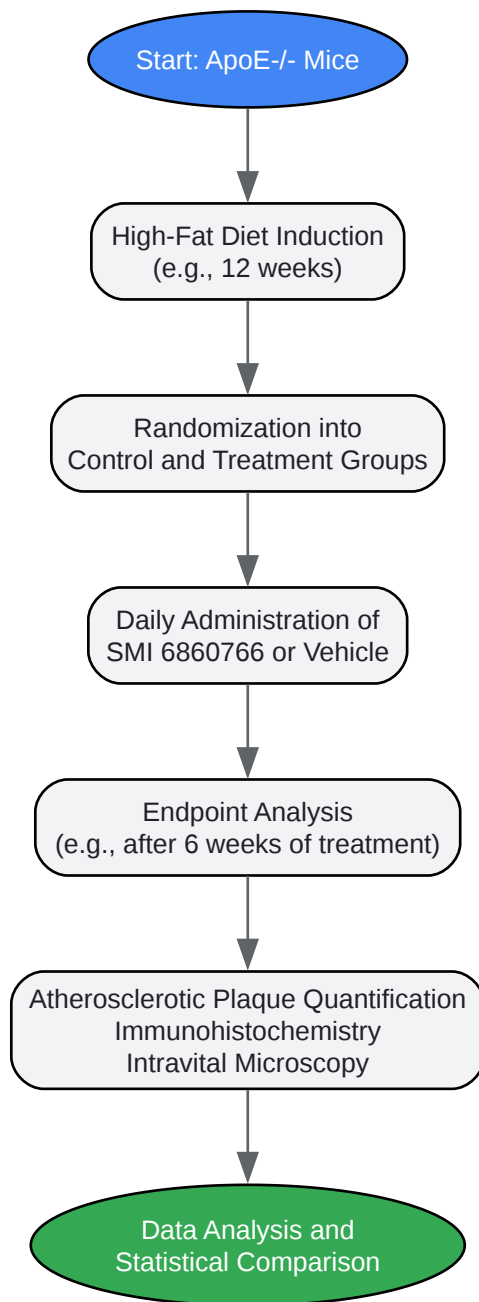 Start: ApoE-/- Mice
High-Fat Diet Induction
(e.g., 12 weeks)
Randomization into
Control and Treatment Groups
Daily Administration of
SMI 6860766 or Vehicle
Endpoint Analysis
(e.g., after 6 weeks of treatment)
Atherosclerotic Plaque Quantification
Immunohistochemistry
Intravital Microscopy
Data Analysis and
Statistical Comparison